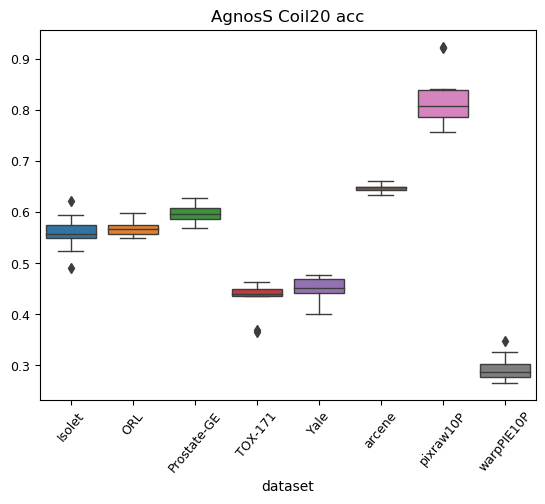 AgnosS Coil20 acc
0.9
0.8
0.7
0.6
0.5
0.4
0.3
Isolet
ORL
Prostate-GE
TOX-171
Yale
arcene
pixraw10P
warpPIE10P
dataset